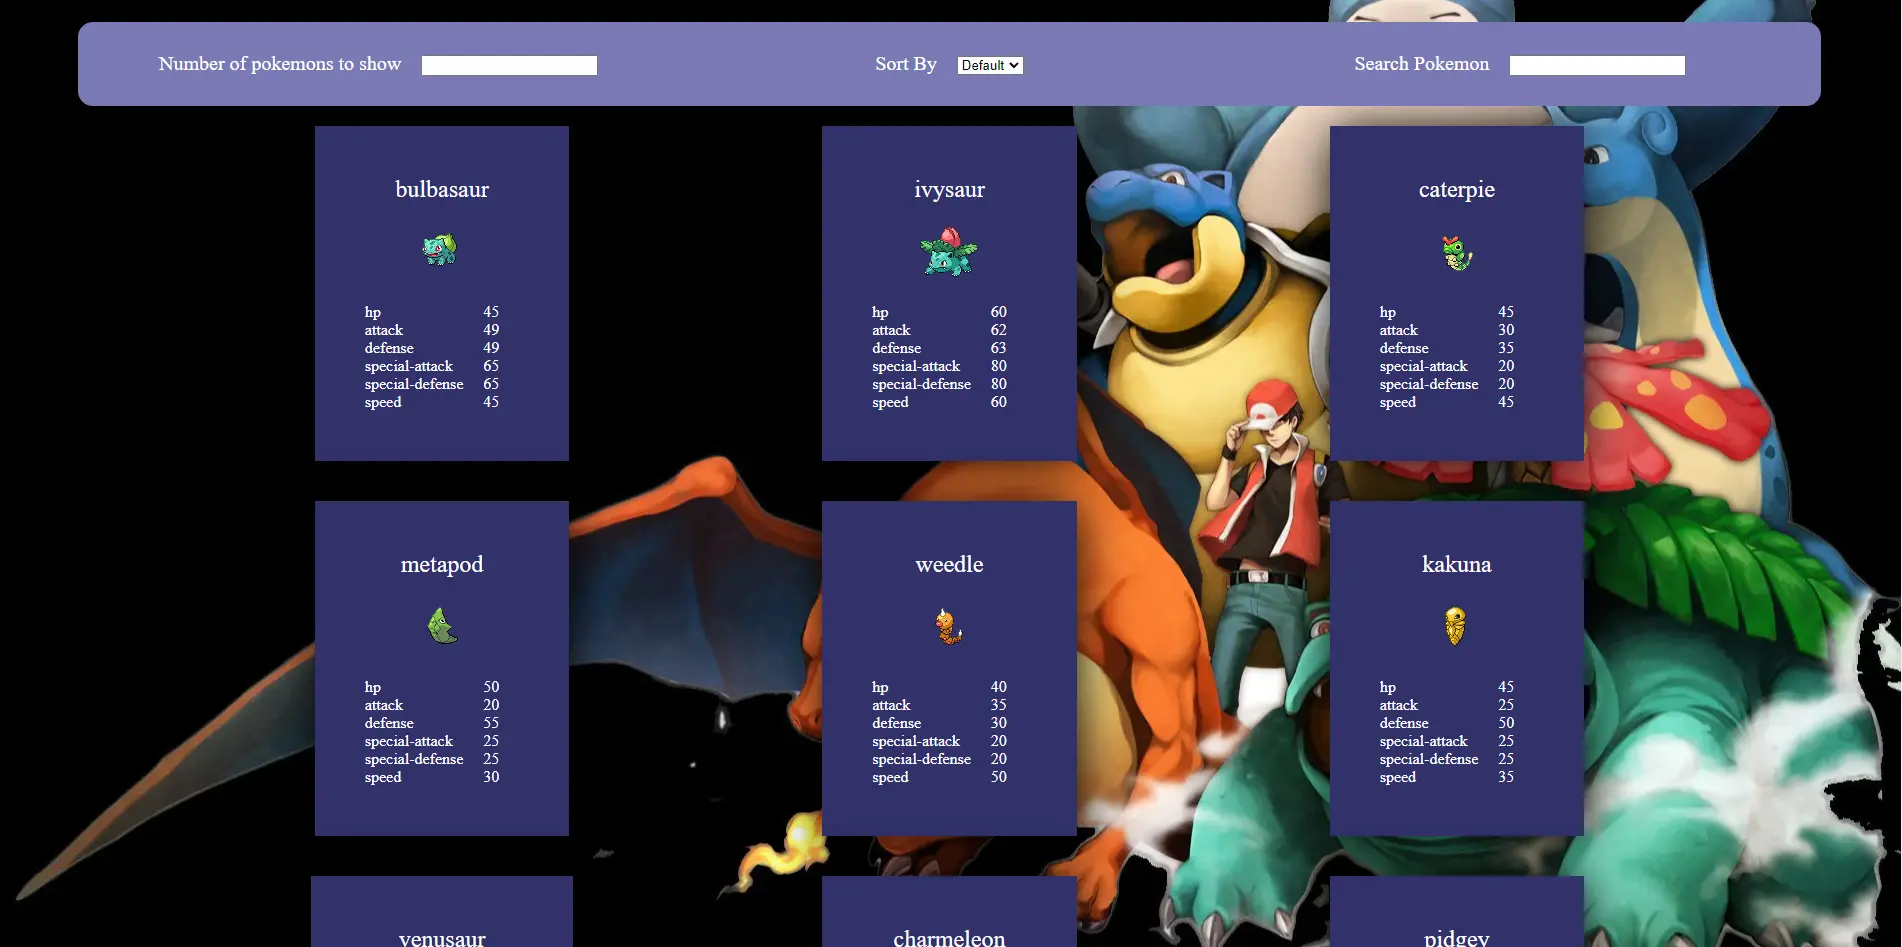 Number of pokemons to show
Sort By Default
Search Pokemon
bulbasaur
hp 45
attack 49
defense 49
special-attack 65
special-defense 65
speed 45
ivysaur
hp 60
attack 62
defense 63
special-attack 80
special-defense 80
speed 60
caterpie
hp 45
attack 30
defense 35
special-attack 20
special-defense 20
speed 45
metapod
hp 50
attack 20
defense 55
special-attack 25
special-defense 25
speed 30
weedle
hp 40
attack 35
defense 30
special-attack 20
special-defense 20
speed 50
kakuna
hp 45
attack 25
defense 50
special-attack 25
special-defense 25
speed 35
venusaur
charmeleon
pidgey